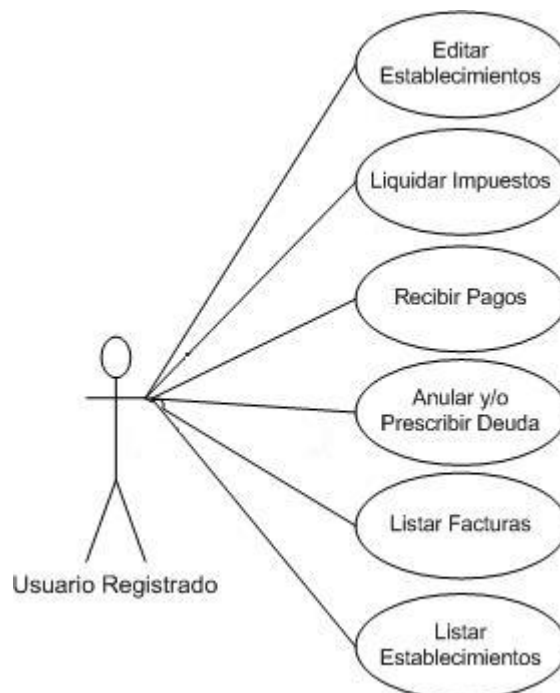 Editar
Establecimientos
Liquidar Impuestos
Recibir Pagos
Anular y/o
Prescribir Deuda
Listar Facturas
Usuario Registrado
Listar
Establecimientos